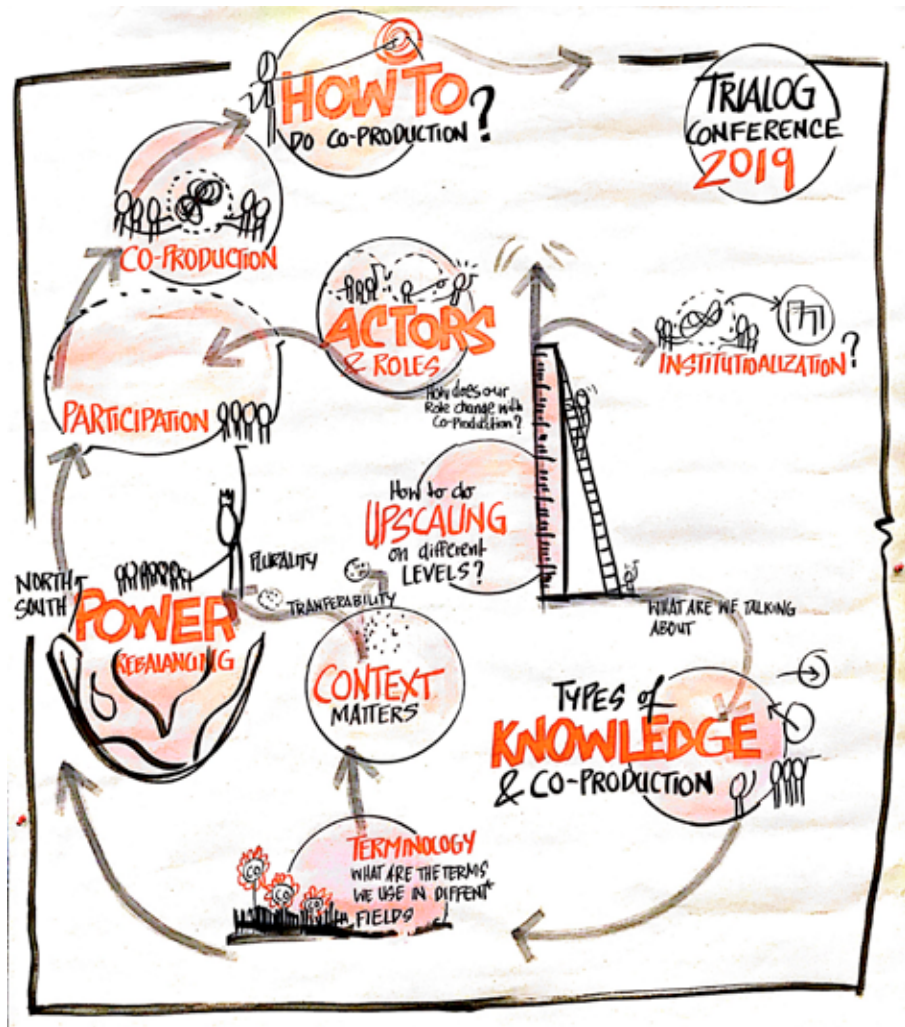 HOW TO
DO CO-PRODUCTION?
TRIALOG
CONFERENCE
2019
CO-PRODUCTION
ACTORS
& ROLES
How does our
Role change with
Co-Production?
INSTITUTIONALIZATION?
PARTICIPATION
How to do
UPSCALING
on different
LEVELS?
PLURALITY
NORTH
SOUTH
POWER
REBALANCING
TRANFERABILITY
WHAT ARE WE TALKING
ABOUT
CONTEXT
MATTERS
TYPES of
KNOWLEDGE
& CO-PRODUCTION
TERMINOLOGY
WHAT ARE THE TERMS
WE USE IN DIFFENT*
FIELDS
CO
CO
CO